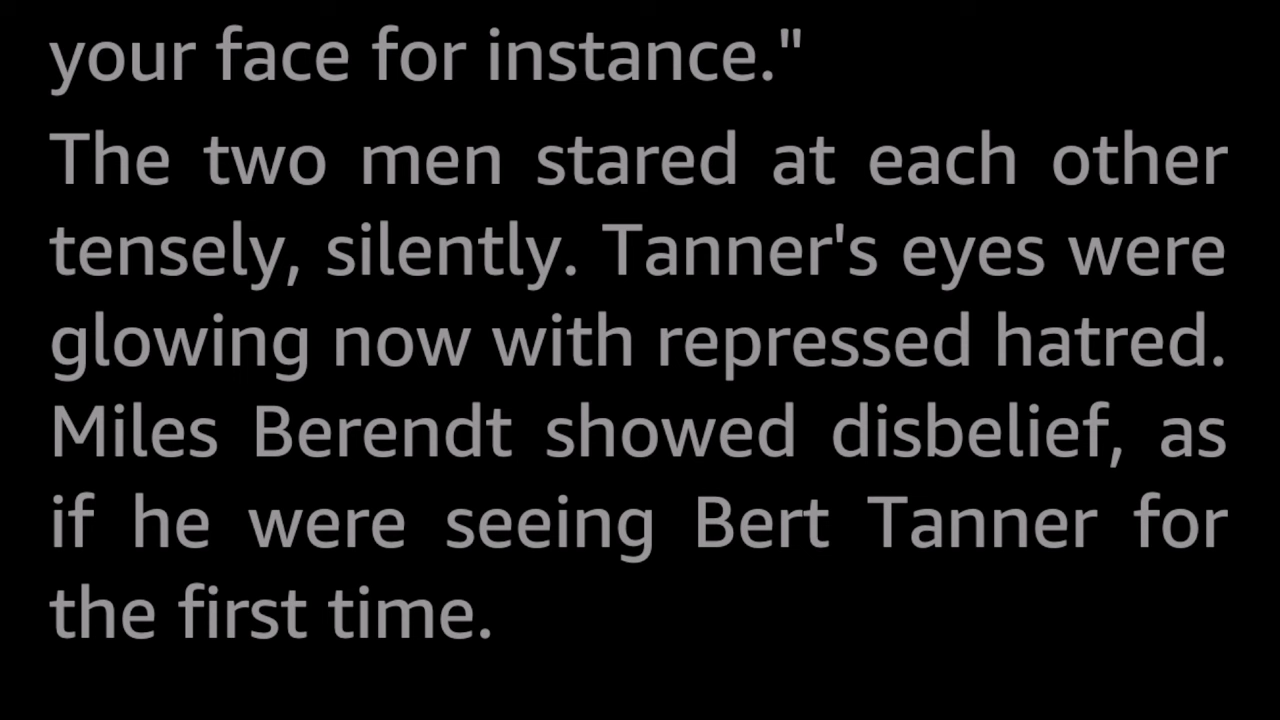 your face for instance."
The two men stared at each other
tensely, silently. Tanner's eyes were
glowing now with repressed hatred.
Miles Berendt showed disbelief, as
if he were seeing Bert Tanner for
the first time.